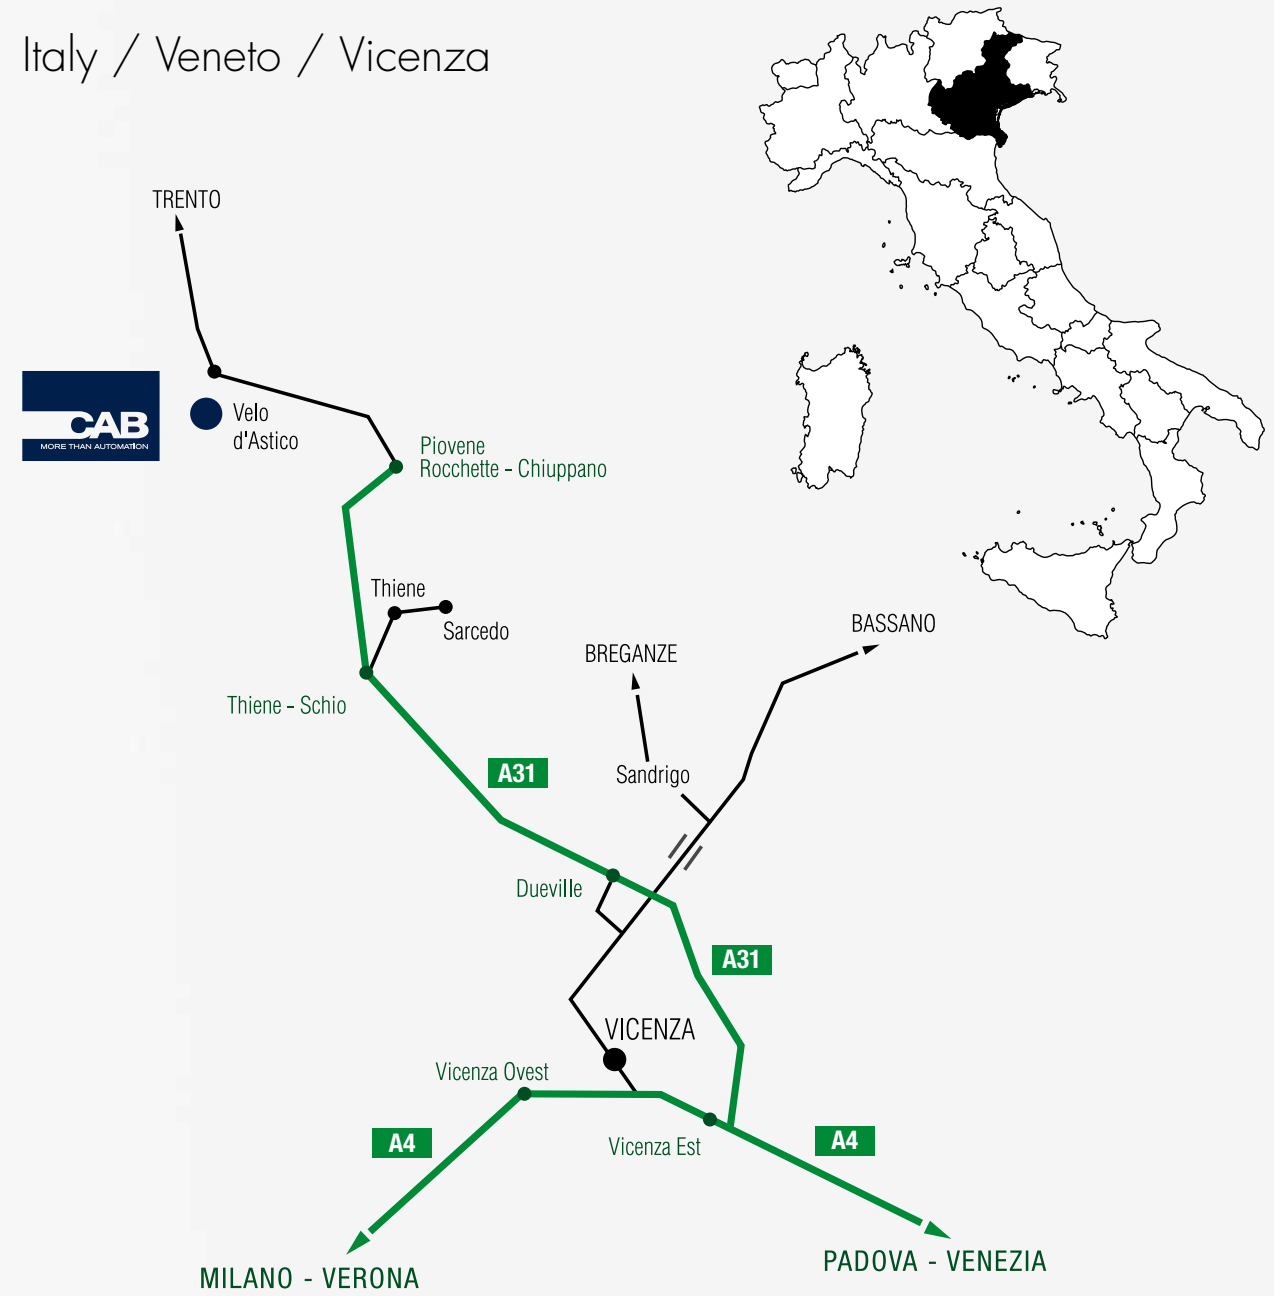 Italy / Veneto / Vicenza
TRENTO
CAB
MORE THAN AUTOMATION
Velo
d'Astico
Piovene
Rocchette - Chiuppano
Thiene
Sarcedo
BASSANO
BREGANZE
Thiene - Schio
A31
Sandrigo
Dueville
A31
VICENZA
Vicenza Ovest
A4
Vicenza Est
A4
PADOVA - VENEZIA
MILANO - VERONA